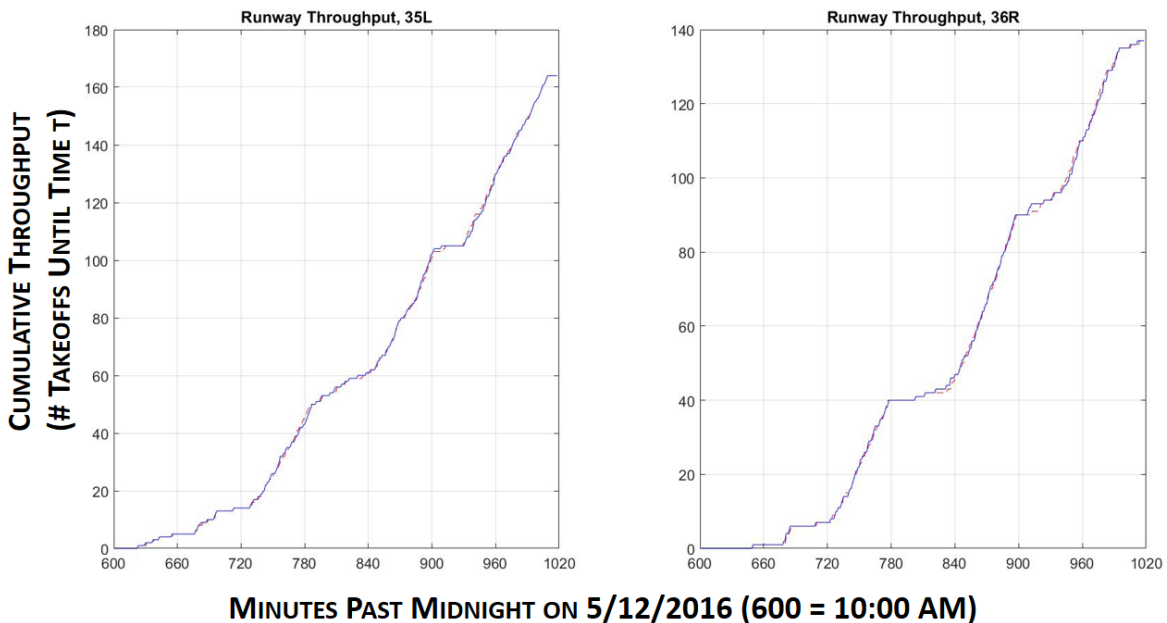 Runway Throughput, 35L
180
160
140
120
100
80
60
40
20
0
600 660 720 780 840 900 960 1020
Runway Throughput, 36R
140
120
100
80
60
40
20
0
600 660 720 780 840 900 960 1020
CUMULATIVE THROUGHPUT
(# TAKEOFFS UNTIL TIME T)
MINUTES PAST MIDNIGHT ON 5/12/2016 (600 = 10:00 AM)